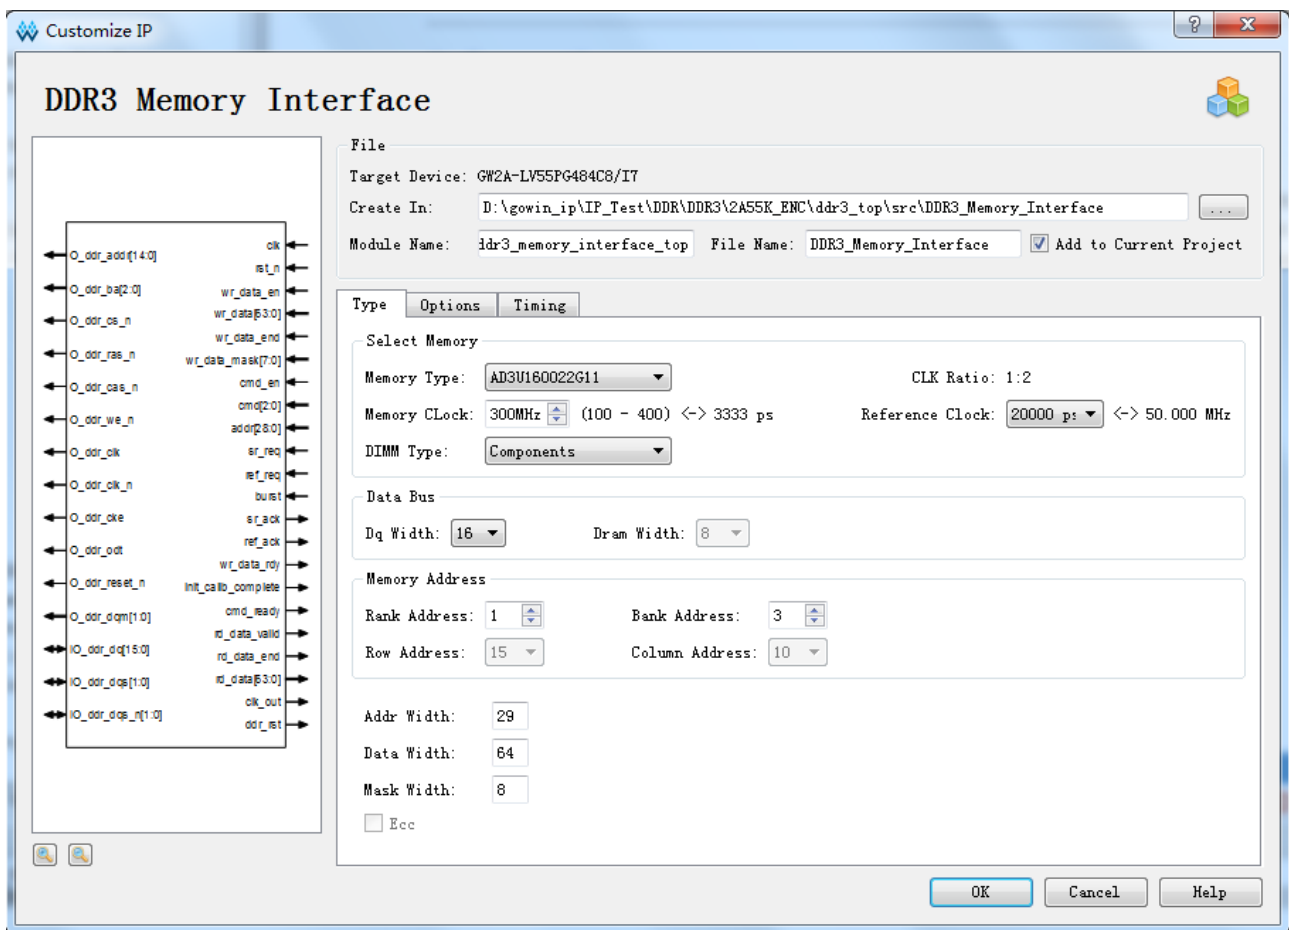 Customize IP
DDR3 Memory Interface
O_ddr_addr[14:0]
O_ddr_ba[2:0]
O_ddr_cs_n
O_ddr_ras_n
O_ddr_cas_n
O_ddr_we_n
O_ddr_clk
O_ddr_clk_n
O_ddr_cke
O_ddr_odt
O_ddr_reset_n
O_ddr_dqm[1:0]
IO_ddr_dq[15:0]
IO_ddr_dqs[1:0]
IO_ddr_dqs_n[1:0]
clk
rst_n
wr_data_en
wr_data[63:0]
wr_data_end
wr_data_mask[7:0]
cmd_en
cmd[2:0]
addr[28:0]
sr_req
ref_req
burst
sr_ack
ref_ack
wr_data_rdy
init_calib_complete
cmd_ready
rd_data_valid
rd_data_end
rd_data[63:0]
clk_out
ddr_rst
File
Target Device: GW2A-LV55PG484C8/I7
Create In: D:\gowin_ip\IP_Test\DDR\DDR3\2A55K_ENC\ddr3_top\src\DDR3_Memory_Interface ...
Module Name: ddr3_memory_interface_top File Name: DDR3_Memory_Interface Add to Current Project
Type Options Timing
Select Memory
Memory Type: AD3U160022G11 CLK Ratio: 1:2
Memory CLock: 300MHz (100 - 400) <-> 3333 ps Reference Clock: 20000 ps <-> 50.000 MHz
DIMM Type: Components
Data Bus
Dq Width: 16 Dram Width: 8
Memory Address
Rank Address: 1 Bank Address: 3
Row Address: 15 Column Address: 10
Addr Width: 29
Data Width: 64
Mask Width: 8
Ecc
OK Cancel Help